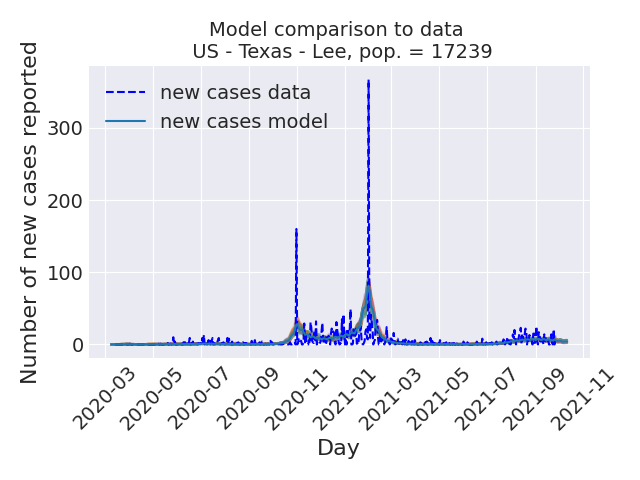 Model comparison to data
US - Texas - Lee, pop. = 17239
new cases data
new cases model
Number of new cases reported
300
200
100
0
2020-03
2020-05
2020-07
2020-09
2020-11
2021-01
2021-03
2021-05
2021-07
2021-09
2021-11
Day